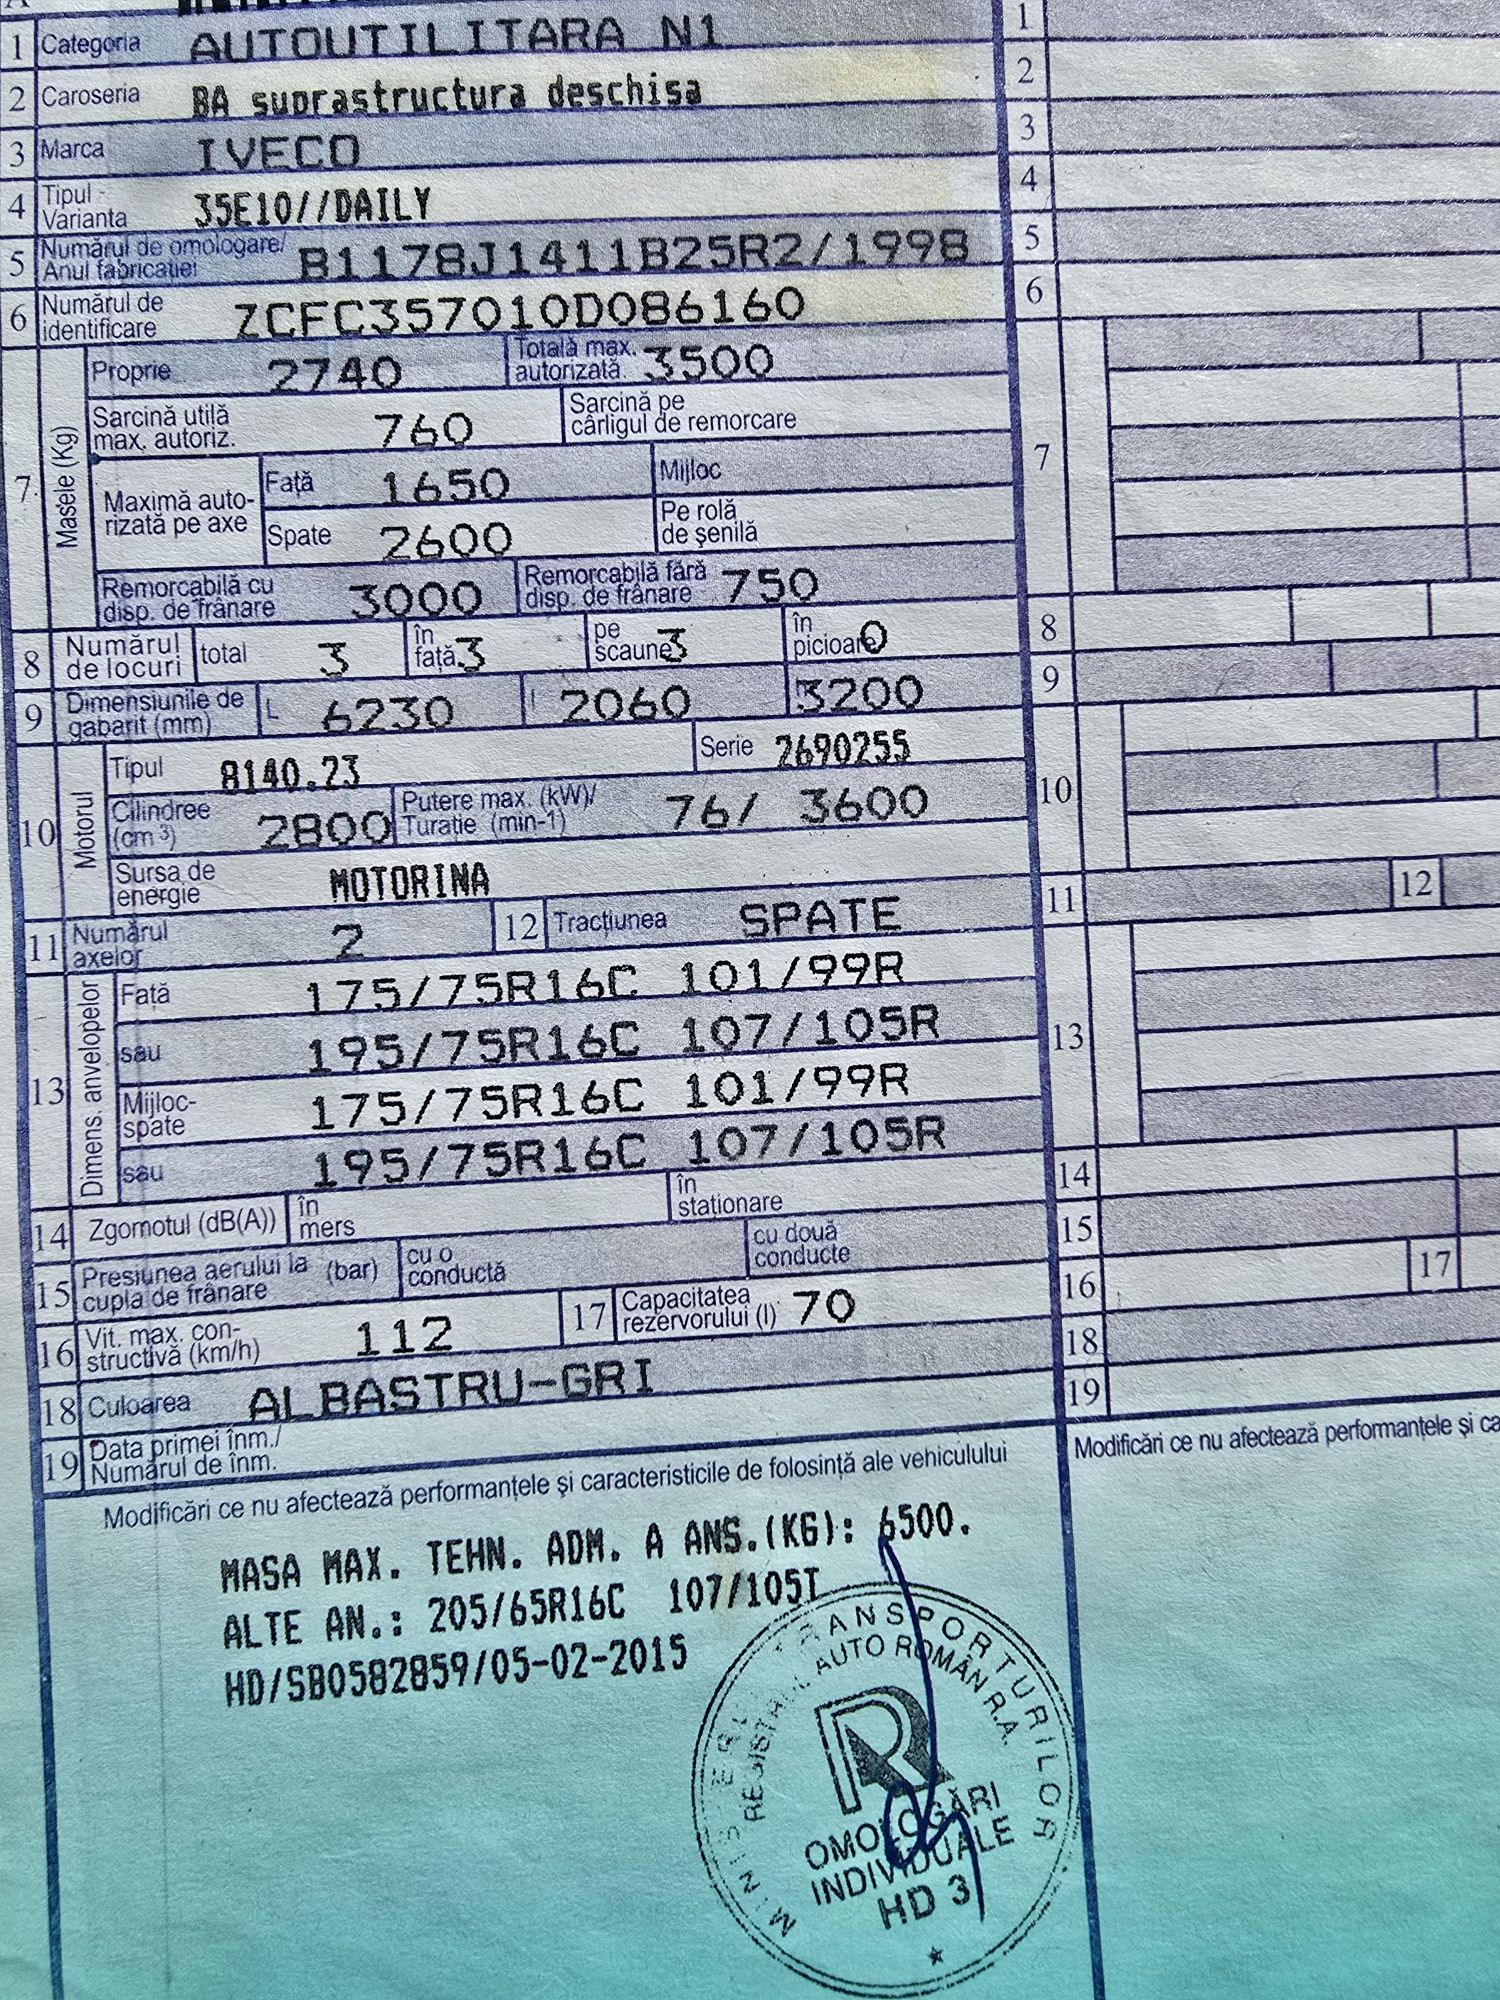 1 Categoria AUTOUTILITARA N1 1
2 Caroseria BA suprastructura deschisa 2
3 Marca IVECO 3
4 Tipul - Varianta 35E10//DAILY 4
5 Numărul de omologare/ Anul fabricatiei B1178J1411B25R2/1998 5
6 Numărul de identificare ZCFC357010D086160 6
7 Masele (Kg) Proprie 2740 Totală max. autorizată 3500
Sarcină utilă max. autoriz. 760 Sarcină pe cârligul de remorcare
Maximă auto- rizată pe axe Față 1650 Mijloc 7
Spate 2600 Pe rolă de şenilă
Remorcabilă cu disp. de frânare 3000 Remorcabilă fără disp. de frânare 750
8 Numărul de locuri total 3 în față 3 pe scaune 3 în picioare 0 8
9 Dimensiunile de gabarit (mm) L 6230 l 2060 3200 9
10 Motorul Tipul 8140.23 Serie 2690255
Cilindree (cm³) 2800 Putere max. (kW)/ Turație (min-1) 76/ 3600 10
Sursa de energie MOTORINA
11 Numărul axelor 2 12 Tracțiunea SPATE 11 12
13 Dimens. anvelopelor Față 175/75R16C 101/99R
sau 195/75R16C 107/105R 13
Mijloc- spate 175/75R16C 101/99R
sau 195/75R16C 107/105R
14 Zgomotul (dB(A)) în mers în staționare 14
15 Presiunea aerului la cupla de frânare (bar) cu o conductă cu două conducte 15
16 Vit. max. con- structivă (km/h) 112 17 Capacitatea rezervorului (l) 70 16 17
18 Culoarea ALBASTRU-GRI 18
19 Data primei înm./ Numărul de înm. 19
Modificări ce nu afectează performanțele şi caracteristicile de folosință ale vehiculului
Modificări ce nu afectează performanțele şi ca
MASA MAX. TEHN. ADM. A ANS.(KG): 6500.
ALTE AN.: 205/65R16C 107/105T
HD/SB0582859/05-02-2015
MINISTERUL TRANSPORTURILOR
REGISTRUL AUTO ROMÂN R.A.
R
OMOLOGĂRI
INDIVIDUALE
HD 3